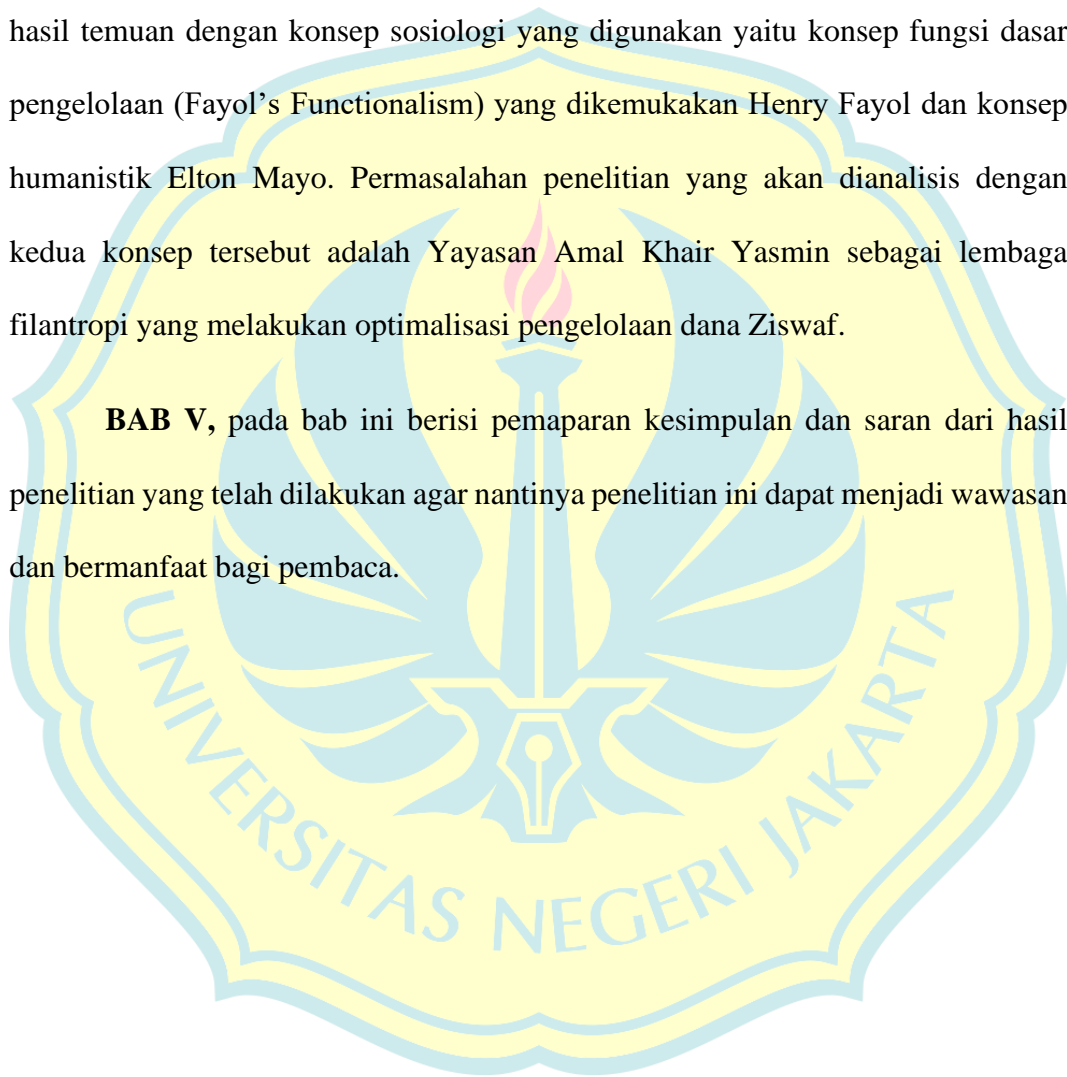 hasil temuan dengan konsep sosiologi yang digunakan yaitu konsep fungsi dasar
pengelolaan (Fayol’s Functionalism) yang dikemukakan Henry Fayol dan konsep
humanistik Elton Mayo. Permasalahan penelitian yang akan dianalisis dengan
kedua konsep tersebut adalah Yayasan Amal Khair Yasmin sebagai lembaga
filantropi yang melakukan optimalisasi pengelolaan dana Ziswaf.
BAB V, pada bab ini berisi pemaparan kesimpulan dan saran dari hasil
penelitian yang telah dilakukan agar nantinya penelitian ini dapat menjadi wawasan
dan bermanfaat bagi pembaca.
UNIVERSITAS NEGERI JAKARTA